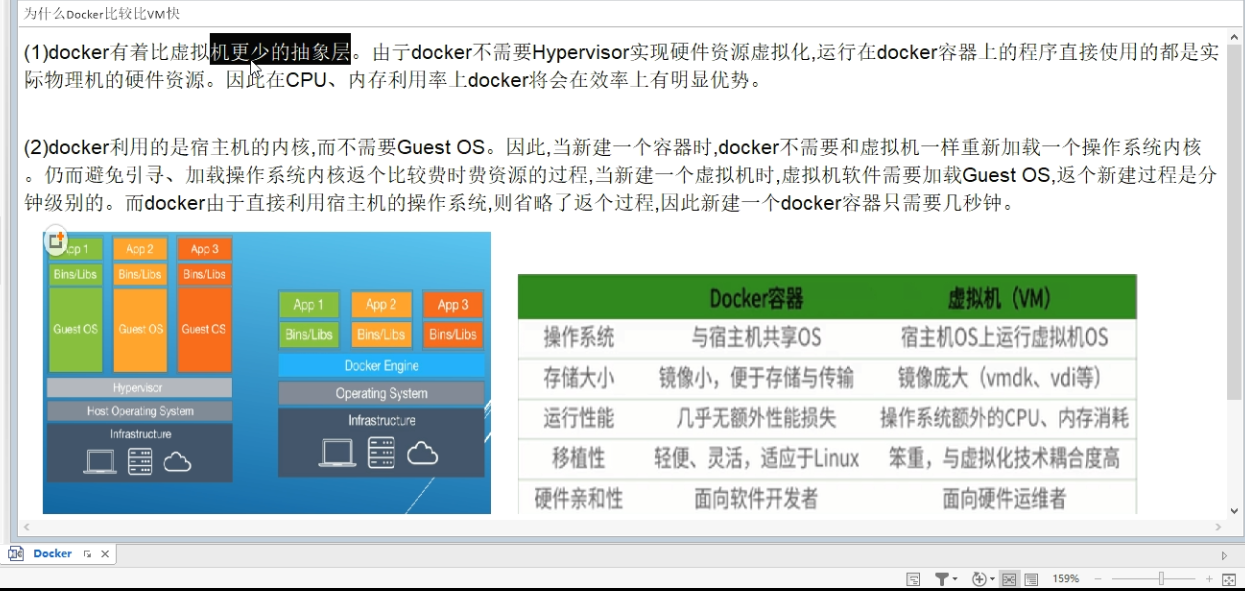 为什么Docker比较比VM快
(1)docker有着比虚拟机更少的抽象层。由亍docker不需要Hypervisor实现硬件资源虚拟化,运行在docker容器上的程序直接使用的都是实
际物理机的硬件资源。因此在CPU、内存利用率上docker将会在效率上有明显优势。
(2)docker利用的是宿主机的内核,而不需要Guest OS。因此,当新建一个容器时,docker不需要和虚拟机一样重新加载一个操作系统内核
。仍而避免引寻、加载操作系统内核返个比较费时费资源的过程,当新建一个虚拟机时,虚拟机软件需要加载Guest OS,返个新建过程是分
钟级别的。而docker由于直接利用宿主机的操作系统,则省略了返个过程,因此新建一个docker容器只需要几秒钟。
App 1 App 2 App 3
Bins/Libs Bins/Libs Bins/Libs
Guest OS Guest OS Guest OS
Hypervisor
Host Operating System
Infrastructure
App 1 App 2 App 3
Bins/Libs Bins/Libs Bins/Libs
Docker Engine
Operating System
Infrastructure
Docker容器 虚拟机（VM）
操作系统 与宿主机共享OS 宿主机OS上运行虚拟机OS
存储大小 镜像小，便于存储与传输 镜像庞大（vmdk、vdi等）
运行性能 几乎无额外性能损失 操作系统额外的CPU、内存消耗
移植性 轻便、灵活，适应于Linux 笨重，与虚拟化技术耦合度高
硬件亲和性 面向软件开发者 面向硬件运维者
Docker
159%